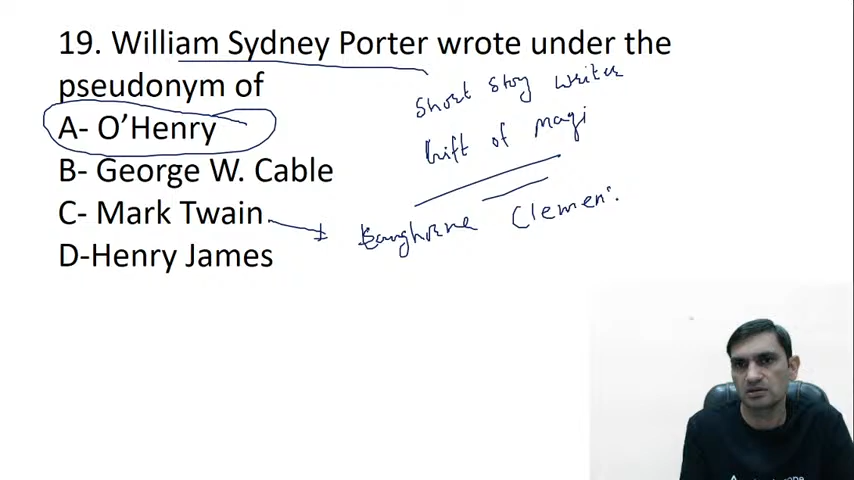 19. William Sydney Porter wrote under the
pseudonym of
A- O’Henry
B- George W. Cable
C- Mark Twain
D-Henry James
Short story writer
Gift of magi
Clemen